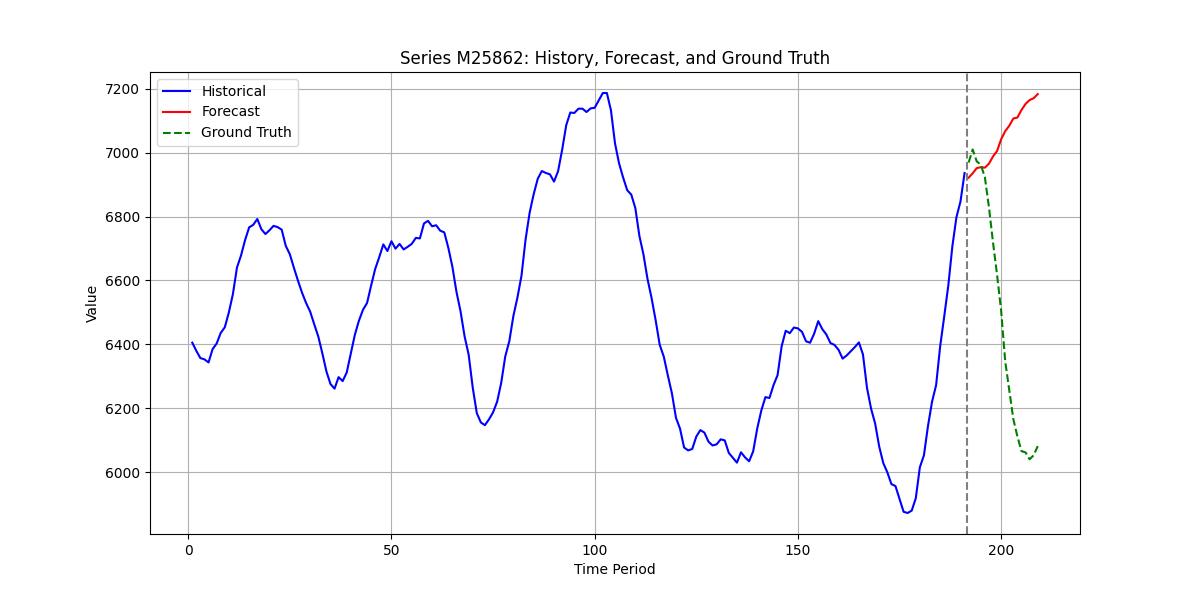 Series M25862: History, Forecast, and Ground Truth
Historical
Forecast
Ground Truth
7200
7000
6800
6600
6400
6200
6000
Value
0 50 100 150 200
Time Period